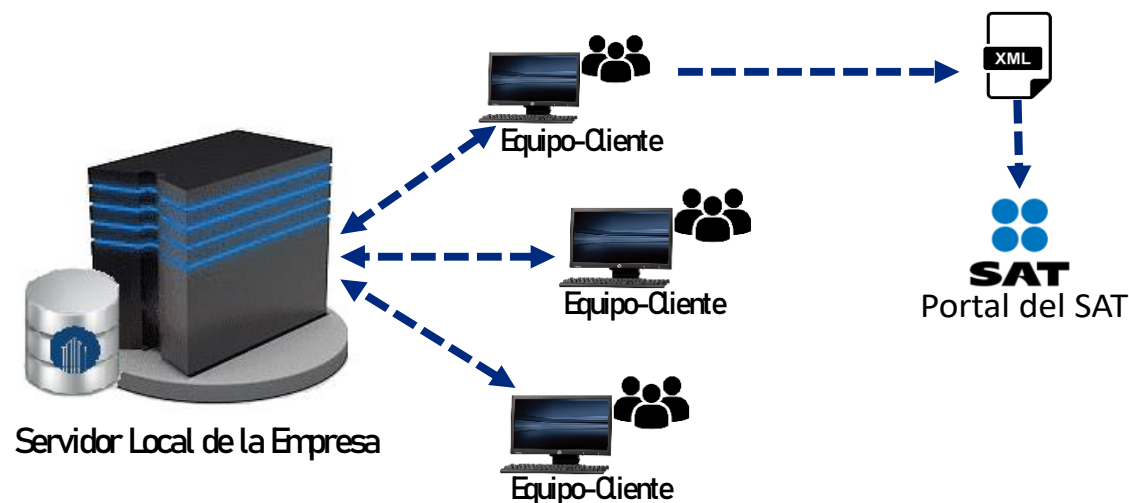 XML
Equipo-Cliente
SAT
Portal del SAT
Equipo-Cliente
Servidor Local de la Empresa
Equipo-Cliente